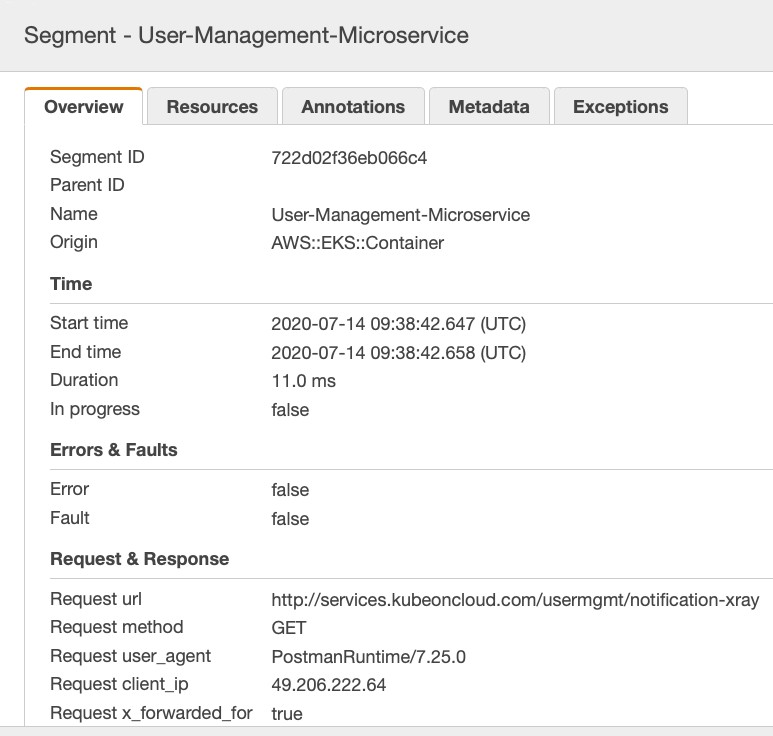 Segment - User-Management-Microservice
Overview Resources Annotations Metadata Exceptions
Segment ID 722d02f36eb066c4
Parent ID
Name User-Management-Microservice
Origin AWS::EKS::Container
Time
Start time 2020-07-14 09:38:42.647 (UTC)
End time 2020-07-14 09:38:42.658 (UTC)
Duration 11.0 ms
In progress false
Errors & Faults
Error false
Fault false
Request & Response
Request url http://services.kubeoncloud.com/usermgmt/notification-xray
Request method GET
Request user_agent PostmanRuntime/7.25.0
Request client_ip 49.206.222.64
Request x_forwarded_for true